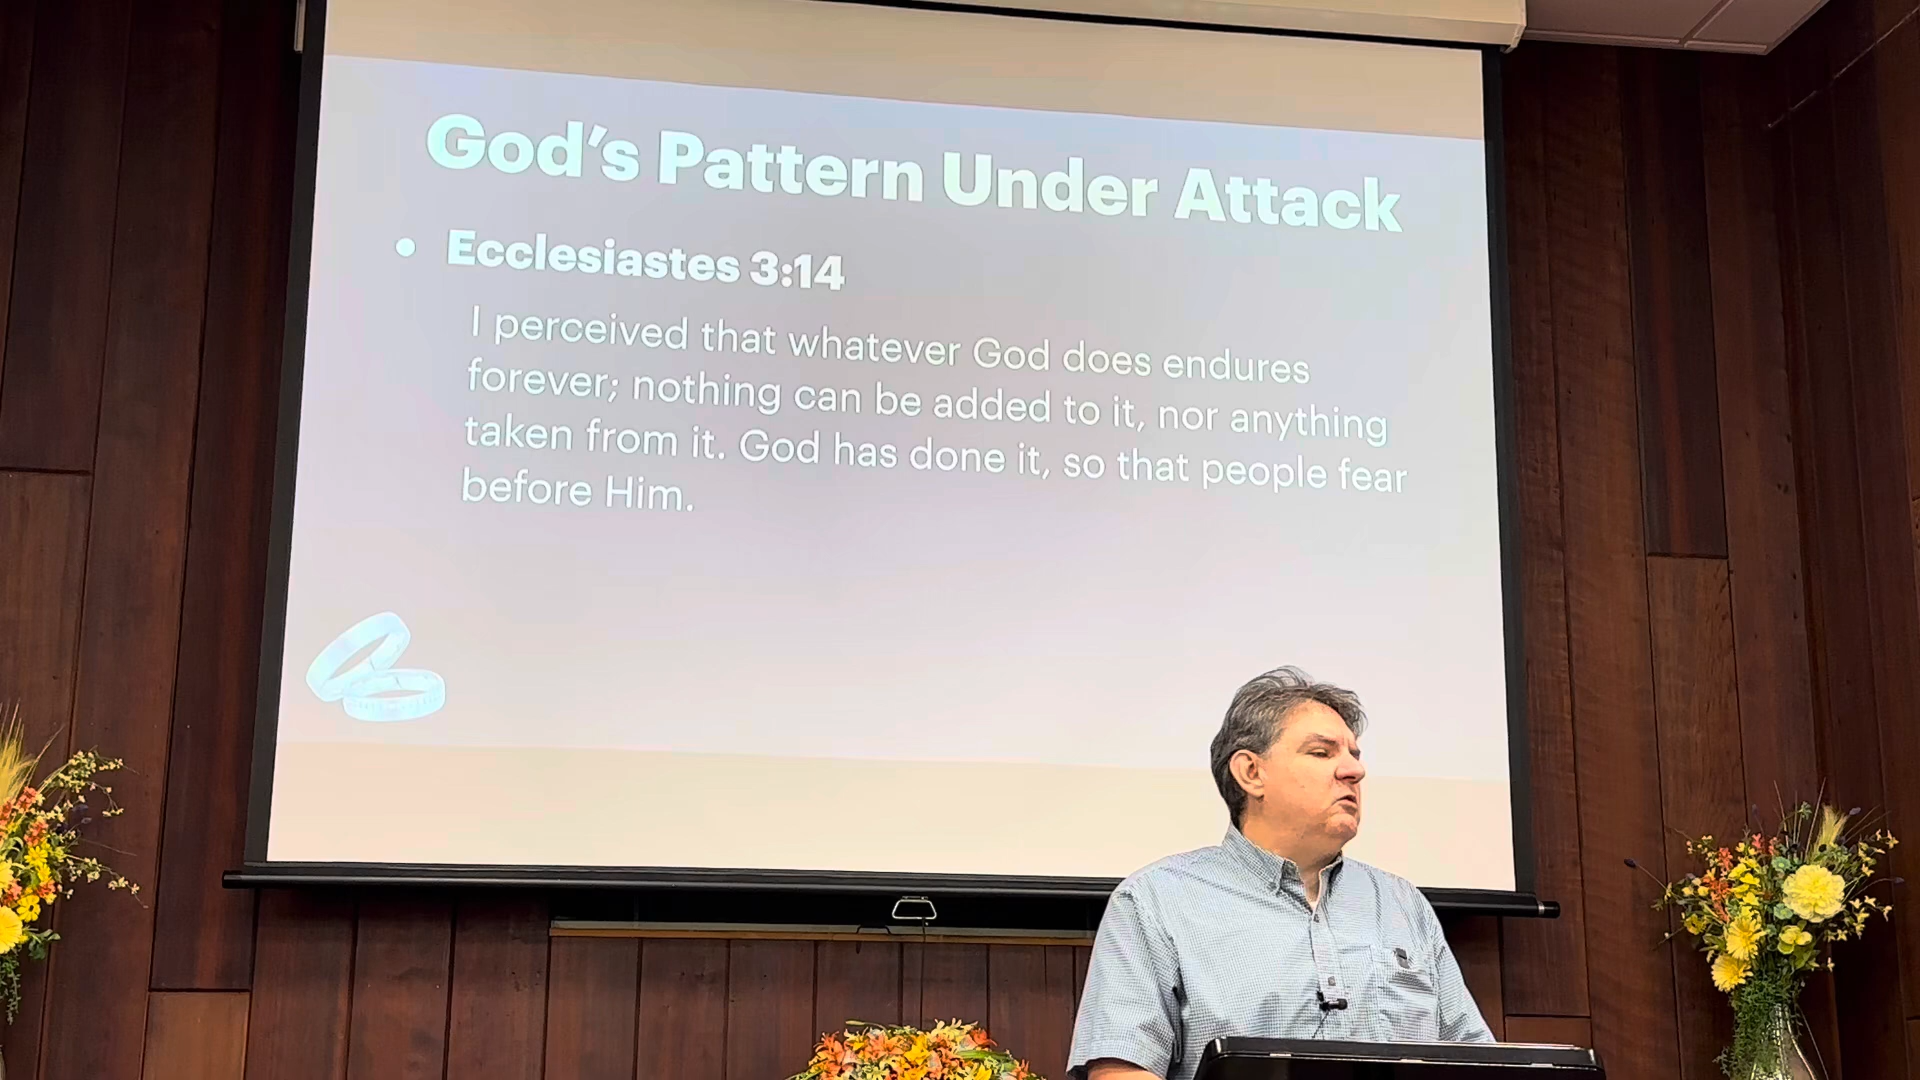 God's Pattern Under Attack
• Ecclesiastes 3:14
I perceived that whatever God does endures
forever; nothing can be added to it, nor anything
taken from it. God has done it, so that people fear
before Him.